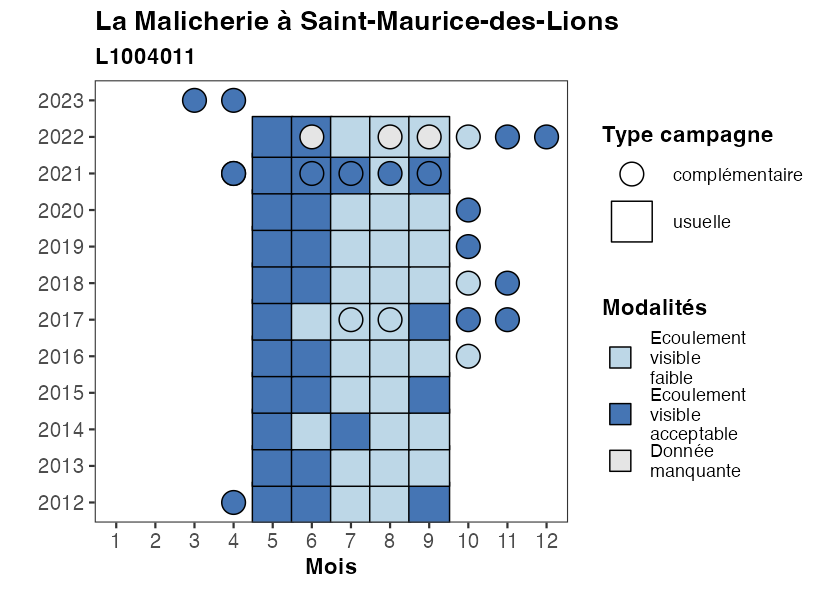 La Malicherie à Saint-Maurice-des-Lions
L1004011
2023
2022
2021
2020
2019
2018
2017
2016
2015
2014
2013
2012
1 2 3 4 5 6 7 8 9 10 11 12
Mois
Type campagne
complémentaire
usuelle
Modalités
Ecoulement
visible
faible
Ecoulement
visible
acceptable
Donnée
manquante